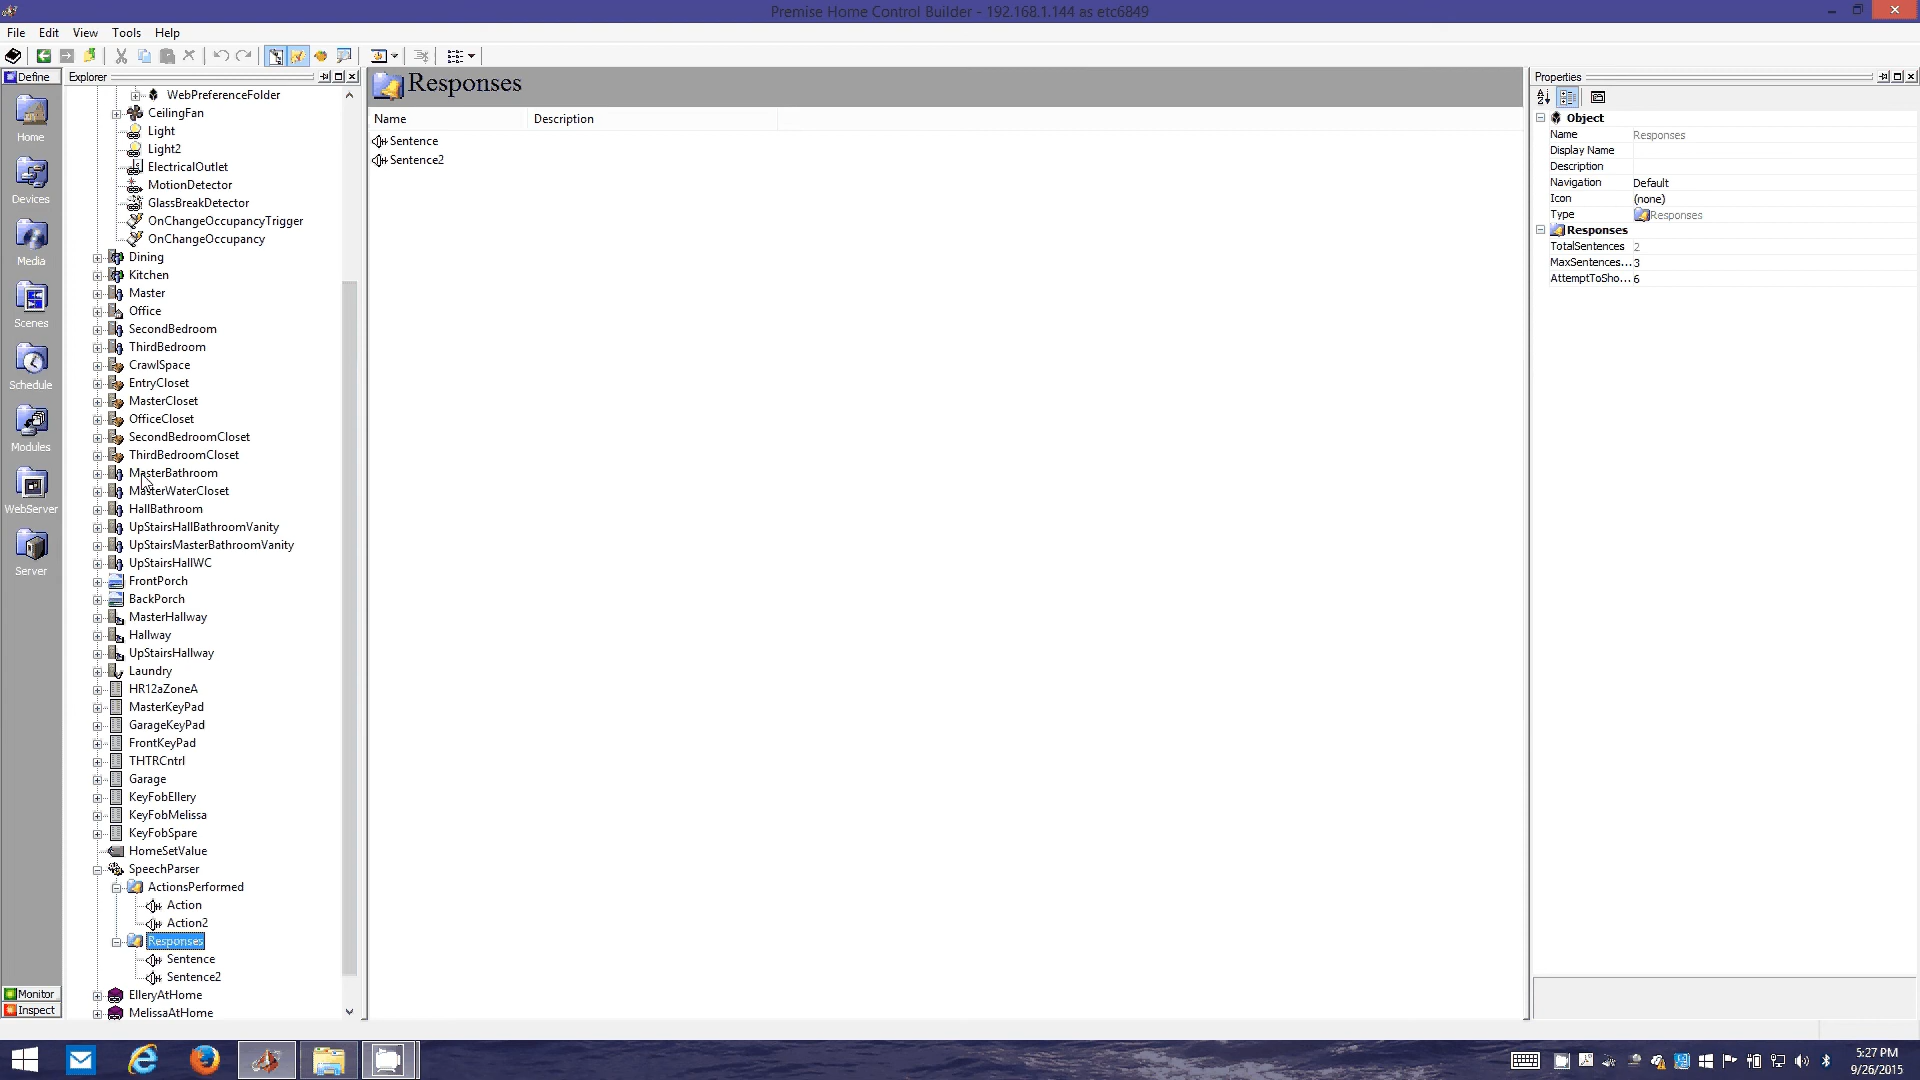 Premise Home Control Builder - 192.168.1.144 as etc6849
File Edit View Tools Help
Define
Home
Devices
Media
Scenes
Schedule
Modules
WebServer
Server
Monitor
Inspect
Explorer
WebPreferenceFolder
CeilingFan
Light
Light2
ElectricalOutlet
MotionDetector
GlassBreakDetector
OnChangeOccupancyTrigger
OnChangeOccupancy
Dining
Kitchen
Master
Office
SecondBedroom
ThirdBedroom
CrawlSpace
EntryCloset
MasterCloset
OfficeCloset
SecondBedroomCloset
ThirdBedroomCloset
MasterBathroom
MasterWaterCloset
HallBathroom
UpStairsHallBathroomVanity
UpStairsMasterBathroomVanity
UpStairsHallWC
FrontPorch
BackPorch
MasterHallway
Hallway
UpStairsHallway
Laundry
HR12aZoneA
MasterKeyPad
GarageKeyPad
FrontKeyPad
THTRCntrl
Garage
KeyFobEllery
KeyFobMelissa
KeyFobSpare
HomeSetValue
SpeechParser
ActionsPerformed
Action
Action2
Responses
Sentence
Sentence2
ElleryAtHome
MelissaAtHome
Responses
Name Description
Sentence
Sentence2
Properties
Object
Name Responses
Display Name
Description
Navigation Default
Icon (none)
Type Responses
Responses
TotalSentences 2
MaxSentences... 3
AttemptToSho... 6
5:27 PM
9/26/2015